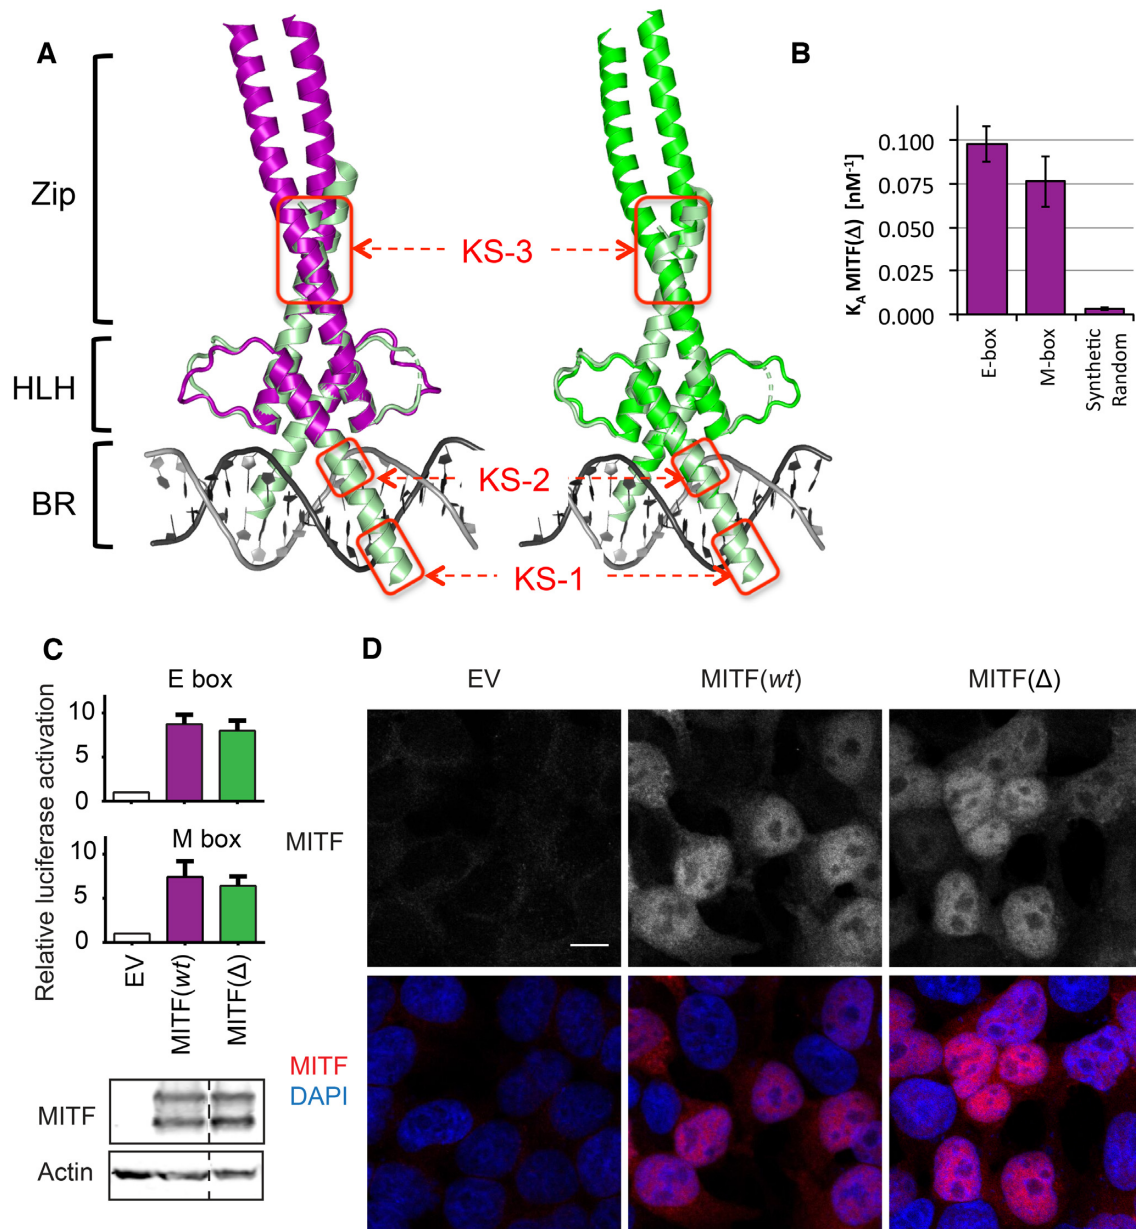 A
Zip
HLH
BR
KS-3
KS-2
KS-1
B
K_A MITF(Δ) [nM⁻¹]
0.100
0.075
0.050
0.025
0.000
E-box
M-box
Synthetic
Random
C
Relative luciferase activation
E box
10
5
0
M box
10
5
0
EV
MITF(wt)
MITF(Δ)
MITF
Actin
D
EV
MITF(wt)
MITF(Δ)
MITF
MITF
DAPI